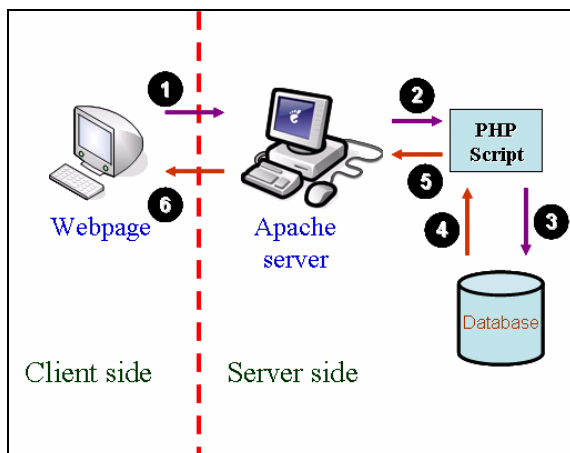 1
2
PHP
Script
5
6
Webpage
Apache
server
4
3
Database
Client side
Server side